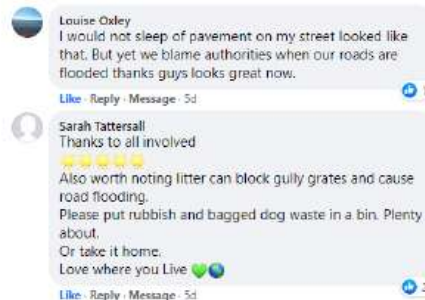 Louise Oxley
I would not sleep of pavement on my street looked like
that. But yet we blame authorities when our roads are
flooded thanks guys looks great now.
Like · Reply · Message · 5d
Sarah Tattersall
Thanks to all involved
Also worth noting litter can block gully grates and cause
road flooding.
Please put rubbish and bagged dog waste in a bin. Plenty
about.
Or take it home.
Love where you Live 💚🌍
Like · Reply · Message · 5d